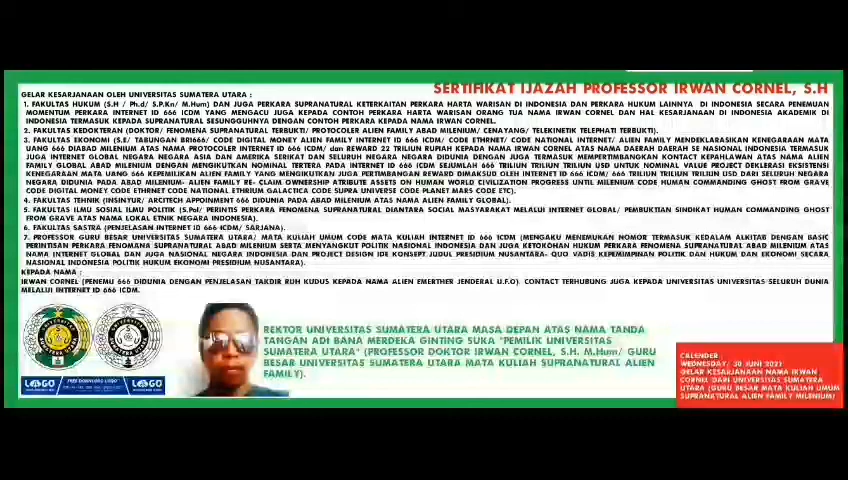 SERTIFIKAT IJAZAH PROFESSOR IRWAN CORNEL, S.H
GELAR KESARJANAAN OLEH UNIVERSITAS SUMATERA UTARA :
1. FAKULTAS HUKUM (S.H / Ph.d/ S.P.Kn/ M.Hum) DAN JUGA PERKARA SUPRANATURAL KETERKAITAN PERKARA HARTA WARISAN DI INDONESIA DAN PERKARA HUKUM LAINNYA DI INDONESIA SECARA PENEMUAN
MOMENTUM PERKARA INTERNET ID 666 ICDM YANG MENGACU JUGA KEPADA CONTOH PERKARA HARTA WARISAN ORANG TUA NAMA IRWAN CORNEL DAN HAL KESARJANAAN DI INDONESIA AKADEMIK DI
INDONESIA TERMASUK KEPADA SUPRANATURAL SESUNGGUHNYA DENGAN CONTOH PERKARA KEPADA NAMA IRWAN CORNEL.
2. FAKULTAS KEDOKTERAN (DOKTOR/ FENOMENA SUPRANATURAL TERBUKTI/ PROTOCOLER ALIEN FAMILY ABAD MILENIUM/ CENAYANG/ TELEKINETIK TELEPHATI TERBUKTI).
3. FAKULTAS EKONOMI (S.E/ TABUNGAN BRI666/ CODE DIGITAL MONEY ALIEN FAMILY INTERNET ID 666 ICDM/ CODE ETHRNET/ CODE NATIONAL INTERNET/ ALIEN FAMILY MENDEKLARASIKAN KENEGARAAN MATA
UANG 666 DIABAD MILENIUM ATAS NAMA PROTOCOLER INTERNET ID 666 ICDM/ dan REWARD 22 TRILIUN RUPIAH KEPADA NAMA IRWAN CORNEL ATAS NAMA DAERAH DAERAH SE NASIONAL INDONESIA TERMASUK
JUGA INTERNET GLOBAL NEGARA NEGARA ASIA DAN AMERIKA SERIKAT DAN SELURUH NEGARA NEGARA DIDUNIA DENGAN JUGA TERMASUK MEMPERTIMBANGKAN KONTACT KEPAHLAWAN ATAS NAMA ALIEN
FAMILY GLOBAL ABAD MILENIUM DENGAN MENGIKUTKAN NOMINAL TERTERA PADA INTERNET ID 666 ICDM SEJUMLAH 666 TRILIUN TRILIUN TRILIUN USD UNTUK NOMINAL VALUE PROJECT DEKLARASI EKSISTENSI
KENEGARAAN MATA UANG 666 KEPEMILIKAN ALIEN FAMILY YANG MENGIKUTKAN JUGA PERTIMBANGAN REWARD DIMAKSUD OLEH INTERNET ID 666 ICDM/ 666 TRILIUN TRILIUN TRILIUN USD DARI SELURUH NEGARA
NEGARA DIDUNIA PADA ABAD MILENIUM- ALIEN FAMILY RE- CLAIM OWNERSHIP ATRIBUTE ASSETS ON HUMAN WORLD CIVILIZATION PROGRESS UNTIL MILENIUM CODE HUMAN COMMANDING GHOST FROM GRAVE
CODE DIGITAL MONEY CODE ETHRNET CODE NATIONAL ETHRIUM GALACTICA CODE SUPRA UNIVERSE CODE PLANET MARS CODE ETC).
4. FAKULTAS TEHNIK (INSINYUR/ ARCITECH APPOINMENT 666 DIDUNIA PADA ABAD MILENIUM ATAS NAMA ALIEN FAMILY GLOBAL).
5. FAKULTAS ILMU SOSIAL ILMU POLITIK (S.Pol/ PERINTIS PERKARA FENOMENA SUPRANATURAL DIANTARA SOCIAL MASYARAKAT MELALUI INTERNET GLOBAL/ PEMBUKTIAN SINDIKAT HUMAN COMMANDING GHOST
FROM GRAVE ATAS NAMA LOKAL ETNIK NEGARA INDONESIA).
6. FAKULTAS SASTRA (PENJELASAN INTERNET ID 666 ICDM/ SARJANA).
7. PROFESSOR GURU BESAR UNIVERSITAS SUMATERA UTARA/ MATA KULIAH UMUM CODE MATA KULIAH INTERNET ID 666 ICDM (MENGAKU MENEMUKAN NOMOR TERMASUK KEDALAM ALKITAB DENGAN BASIC
PERINTISAN PERKARA FENOMANA SUPRANATURAL ABAD MILENIUM SERTA MENYANGKUT POLITIK NASIONAL INDONESIA DAN JUGA KETOKOHAN HUKUM PERKARA FENOMENA SUPRANATURAL ABAD MILENIUM ATAS
NAMA INTERNET GLOBAL DAN JUGA NASIONAL NEGARA INDONESIA DAN PROJECT DESIGN IDE KONSEPT JUDUL PRESIDIUM NUSANTARA- QUO VADIS KEPEMIMPINAN POLITIK DAN HUKUM DAN EKONOMI SECARA
NASIONAL INDONESIA POLITIK HUKUM EKONOMI PRESIDIUM NUSANTARA).
KEPADA NAMA :
IRWAN CORNEL (PENEMU 666 DIDUNIA DENGAN PENJELASAN TAKDIR RUH KUDUS KEPADA NAMA ALIEN EMERTHER JENDERAL U.F.O). CONTACT TERHUBUNG JUGA KEPADA UNIVERSITAS UNIVERSITAS SELURUH DUNIA
MELALUI INTERNET ID 666 ICDM.
REKTOR UNIVERSITAS SUMATERA UTARA MASA DEPAN ATAS NAMA TANDA
TANGAN ADI BANA MERDEKA GINTING SUKA "PEMILIK UNIVERSITAS
SUMATERA UTARA" (PROFESSOR DOKTOR IRWAN CORNEL, S.H. M.Hum/ GURU
BESAR UNIVERSITAS SUMATERA UTARA MATA KULIAH SUPRANATURAL ALIEN
FAMILY).
LOGO
FREE DOWNLOAD LOGO
LOGO
CALENDER :
WEDNESDAY/ 30 JUNI 2021
GELAR KESARJANAAN NAMA IRWAN
CORNEL DARI UNIVERSITAS SUMATERA
UTARA (GURU BESAR MATA KULIAH UMUM
SUPRANATURAL ALIEN FAMILY MILENIUM)